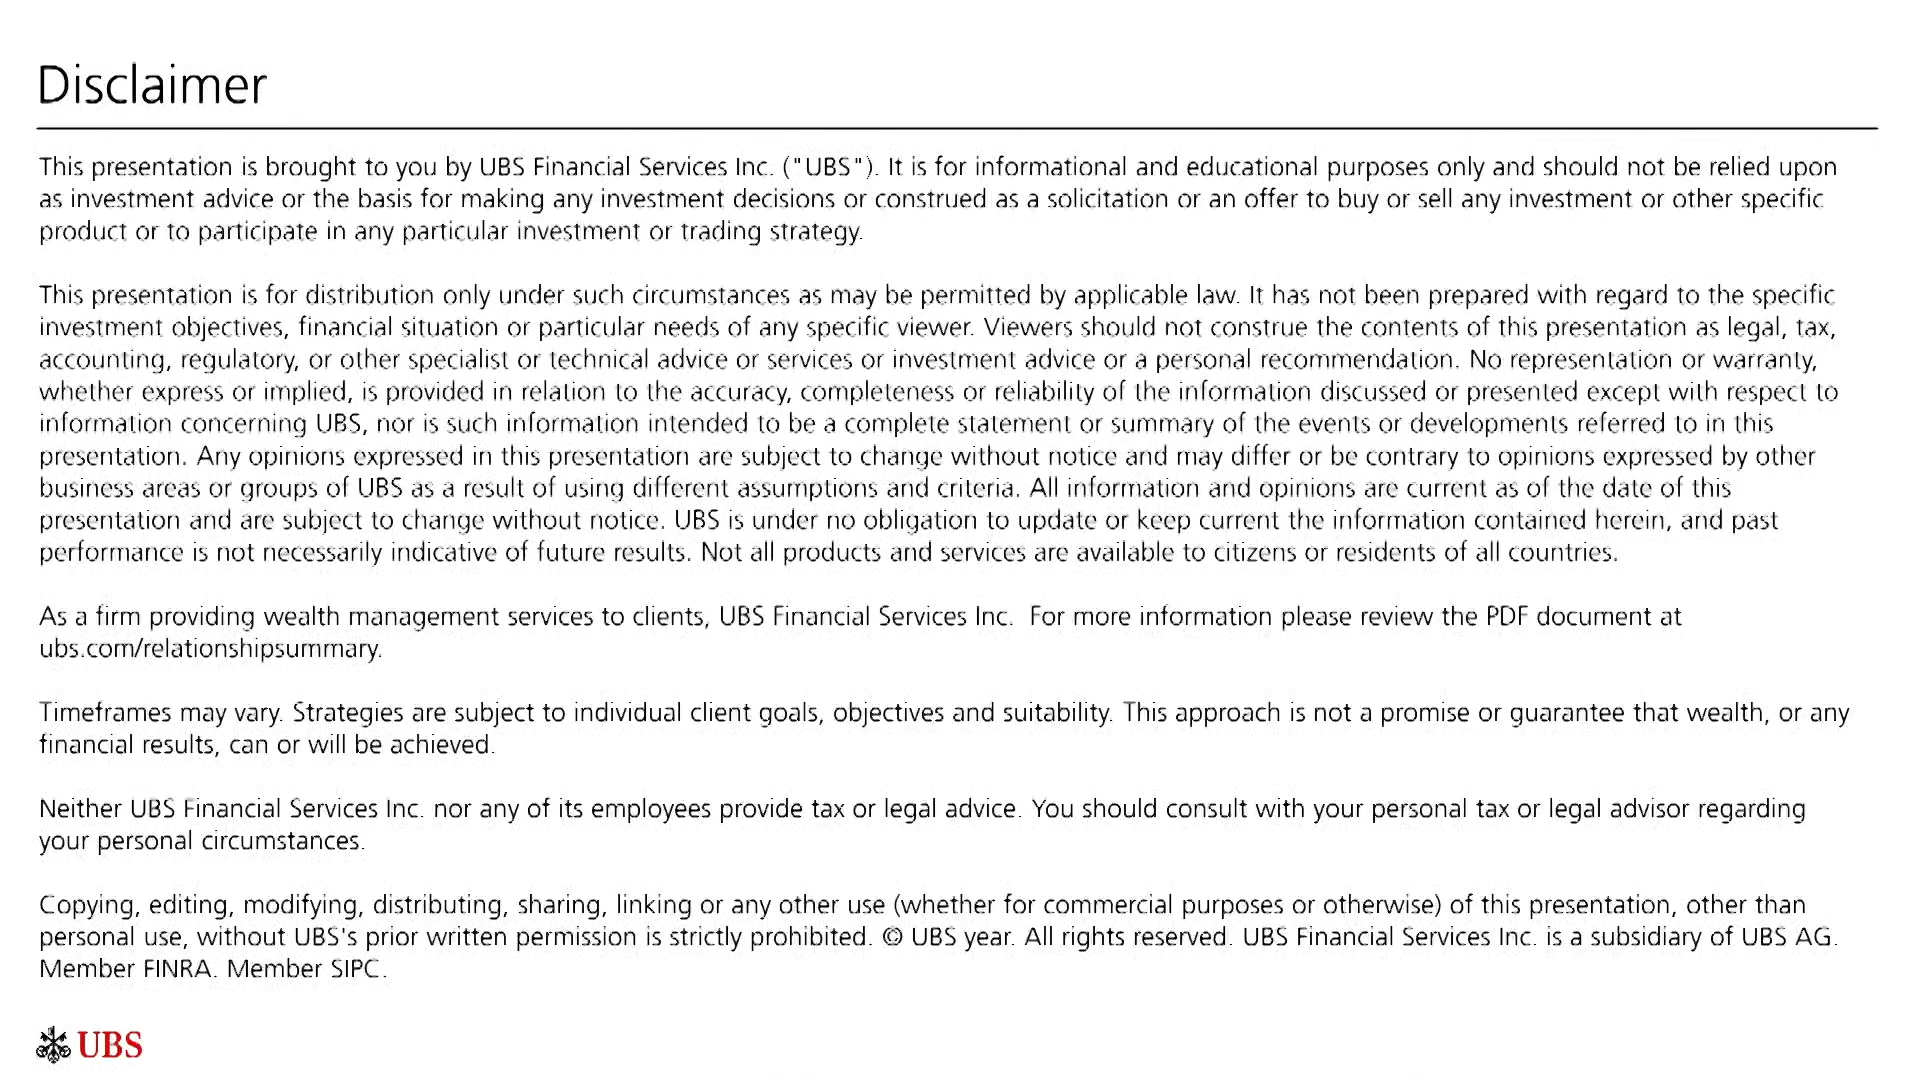 Disclaimer
This presentation is brought to you by UBS Financial Services Inc. ("UBS"). It is for informational and educational purposes only and should not be relied upon
as investment advice or the basis for making any investment decisions or construed as a solicitation or an offer to buy or sell any investment or other specific
product or to participate in any particular investment or trading strategy.
This presentation is for distribution only under such circumstances as may be permitted by applicable law. It has not been prepared with regard to the specific
investment objectives, financial situation or particular needs of any specific viewer. Viewers should not construe the contents of this presentation as legal, tax,
accounting, regulatory, or other specialist or technical advice or services or investment advice or a personal recommendation. No representation or warranty,
whether express or implied, is provided in relation to the accuracy, completeness or reliability of the information discussed or presented except with respect to
information concerning UBS, nor is such information intended to be a complete statement or summary of the events or developments referred to in this
presentation. Any opinions expressed in this presentation are subject to change without notice and may differ or be contrary to opinions expressed by other
business areas or groups of UBS as a result of using different assumptions and criteria. All information and opinions are current as of the date of this
presentation and are subject to change without notice. UBS is under no obligation to update or keep current the information contained herein, and past
performance is not necessarily indicative of future results. Not all products and services are available to citizens or residents of all countries.
As a firm providing wealth management services to clients, UBS Financial Services Inc.  For more information please review the PDF document at
ubs.com/relationshipsummary.
Timeframes may vary. Strategies are subject to individual client goals, objectives and suitability. This approach is not a promise or guarantee that wealth, or any
financial results, can or will be achieved.
Neither UBS Financial Services Inc. nor any of its employees provide tax or legal advice. You should consult with your personal tax or legal advisor regarding
your personal circumstances.
Copying, editing, modifying, distributing, sharing, linking or any other use (whether for commercial purposes or otherwise) of this presentation, other than
personal use, without UBS's prior written permission is strictly prohibited. © UBS year. All rights reserved. UBS Financial Services Inc. is a subsidiary of UBS AG.
Member FINRA. Member SIPC.
UBS